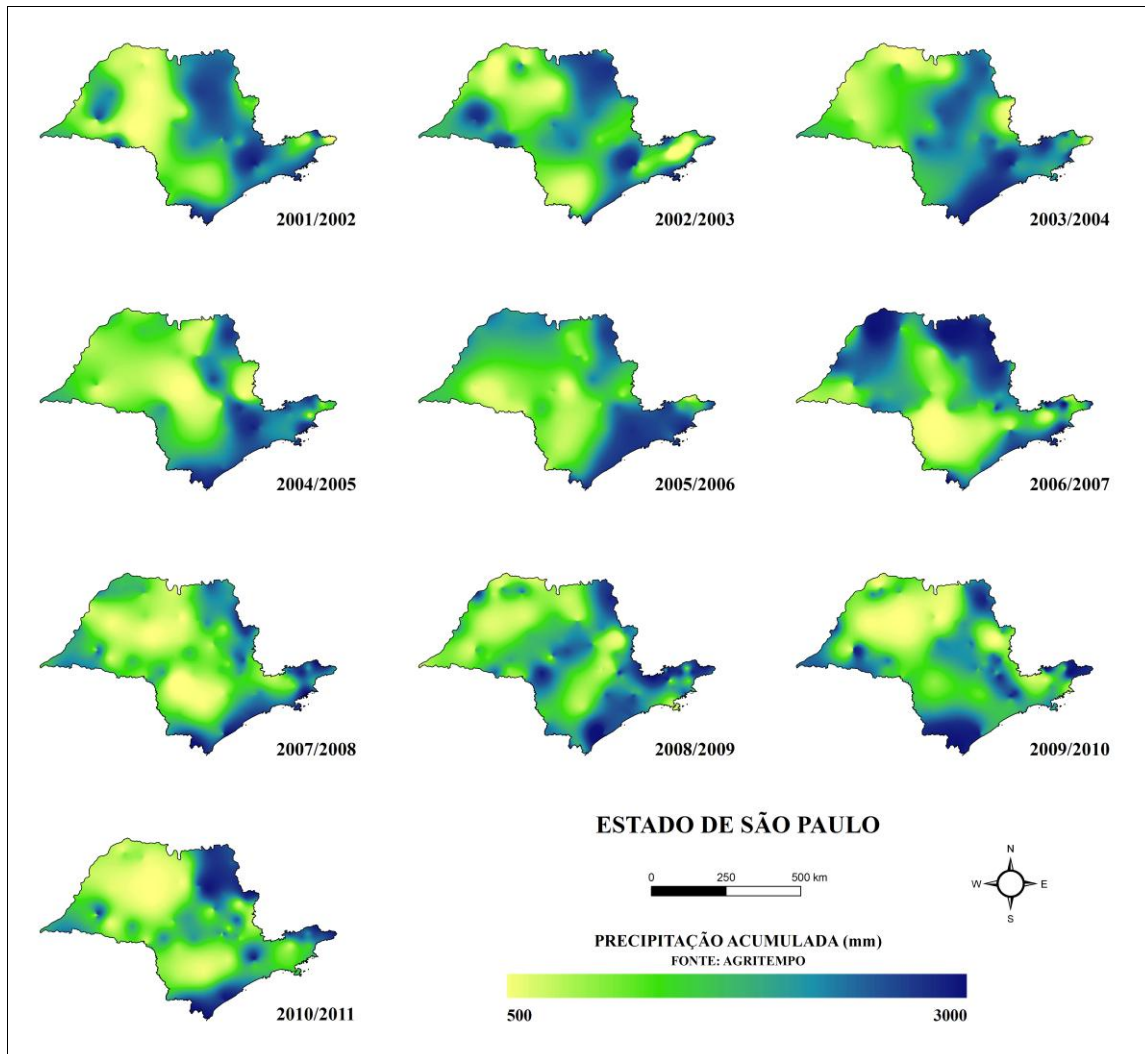 2001/2002
2002/2003
2003/2004
2004/2005
2005/2006
2006/2007
2007/2008
2008/2009
2009/2010
2010/2011
ESTADO DE SÃO PAULO
0 250 500 km
N
W E
S
PRECIPITAÇÃO ACUMULADA (mm)
FONTE: AGRITEMPO
500 3000